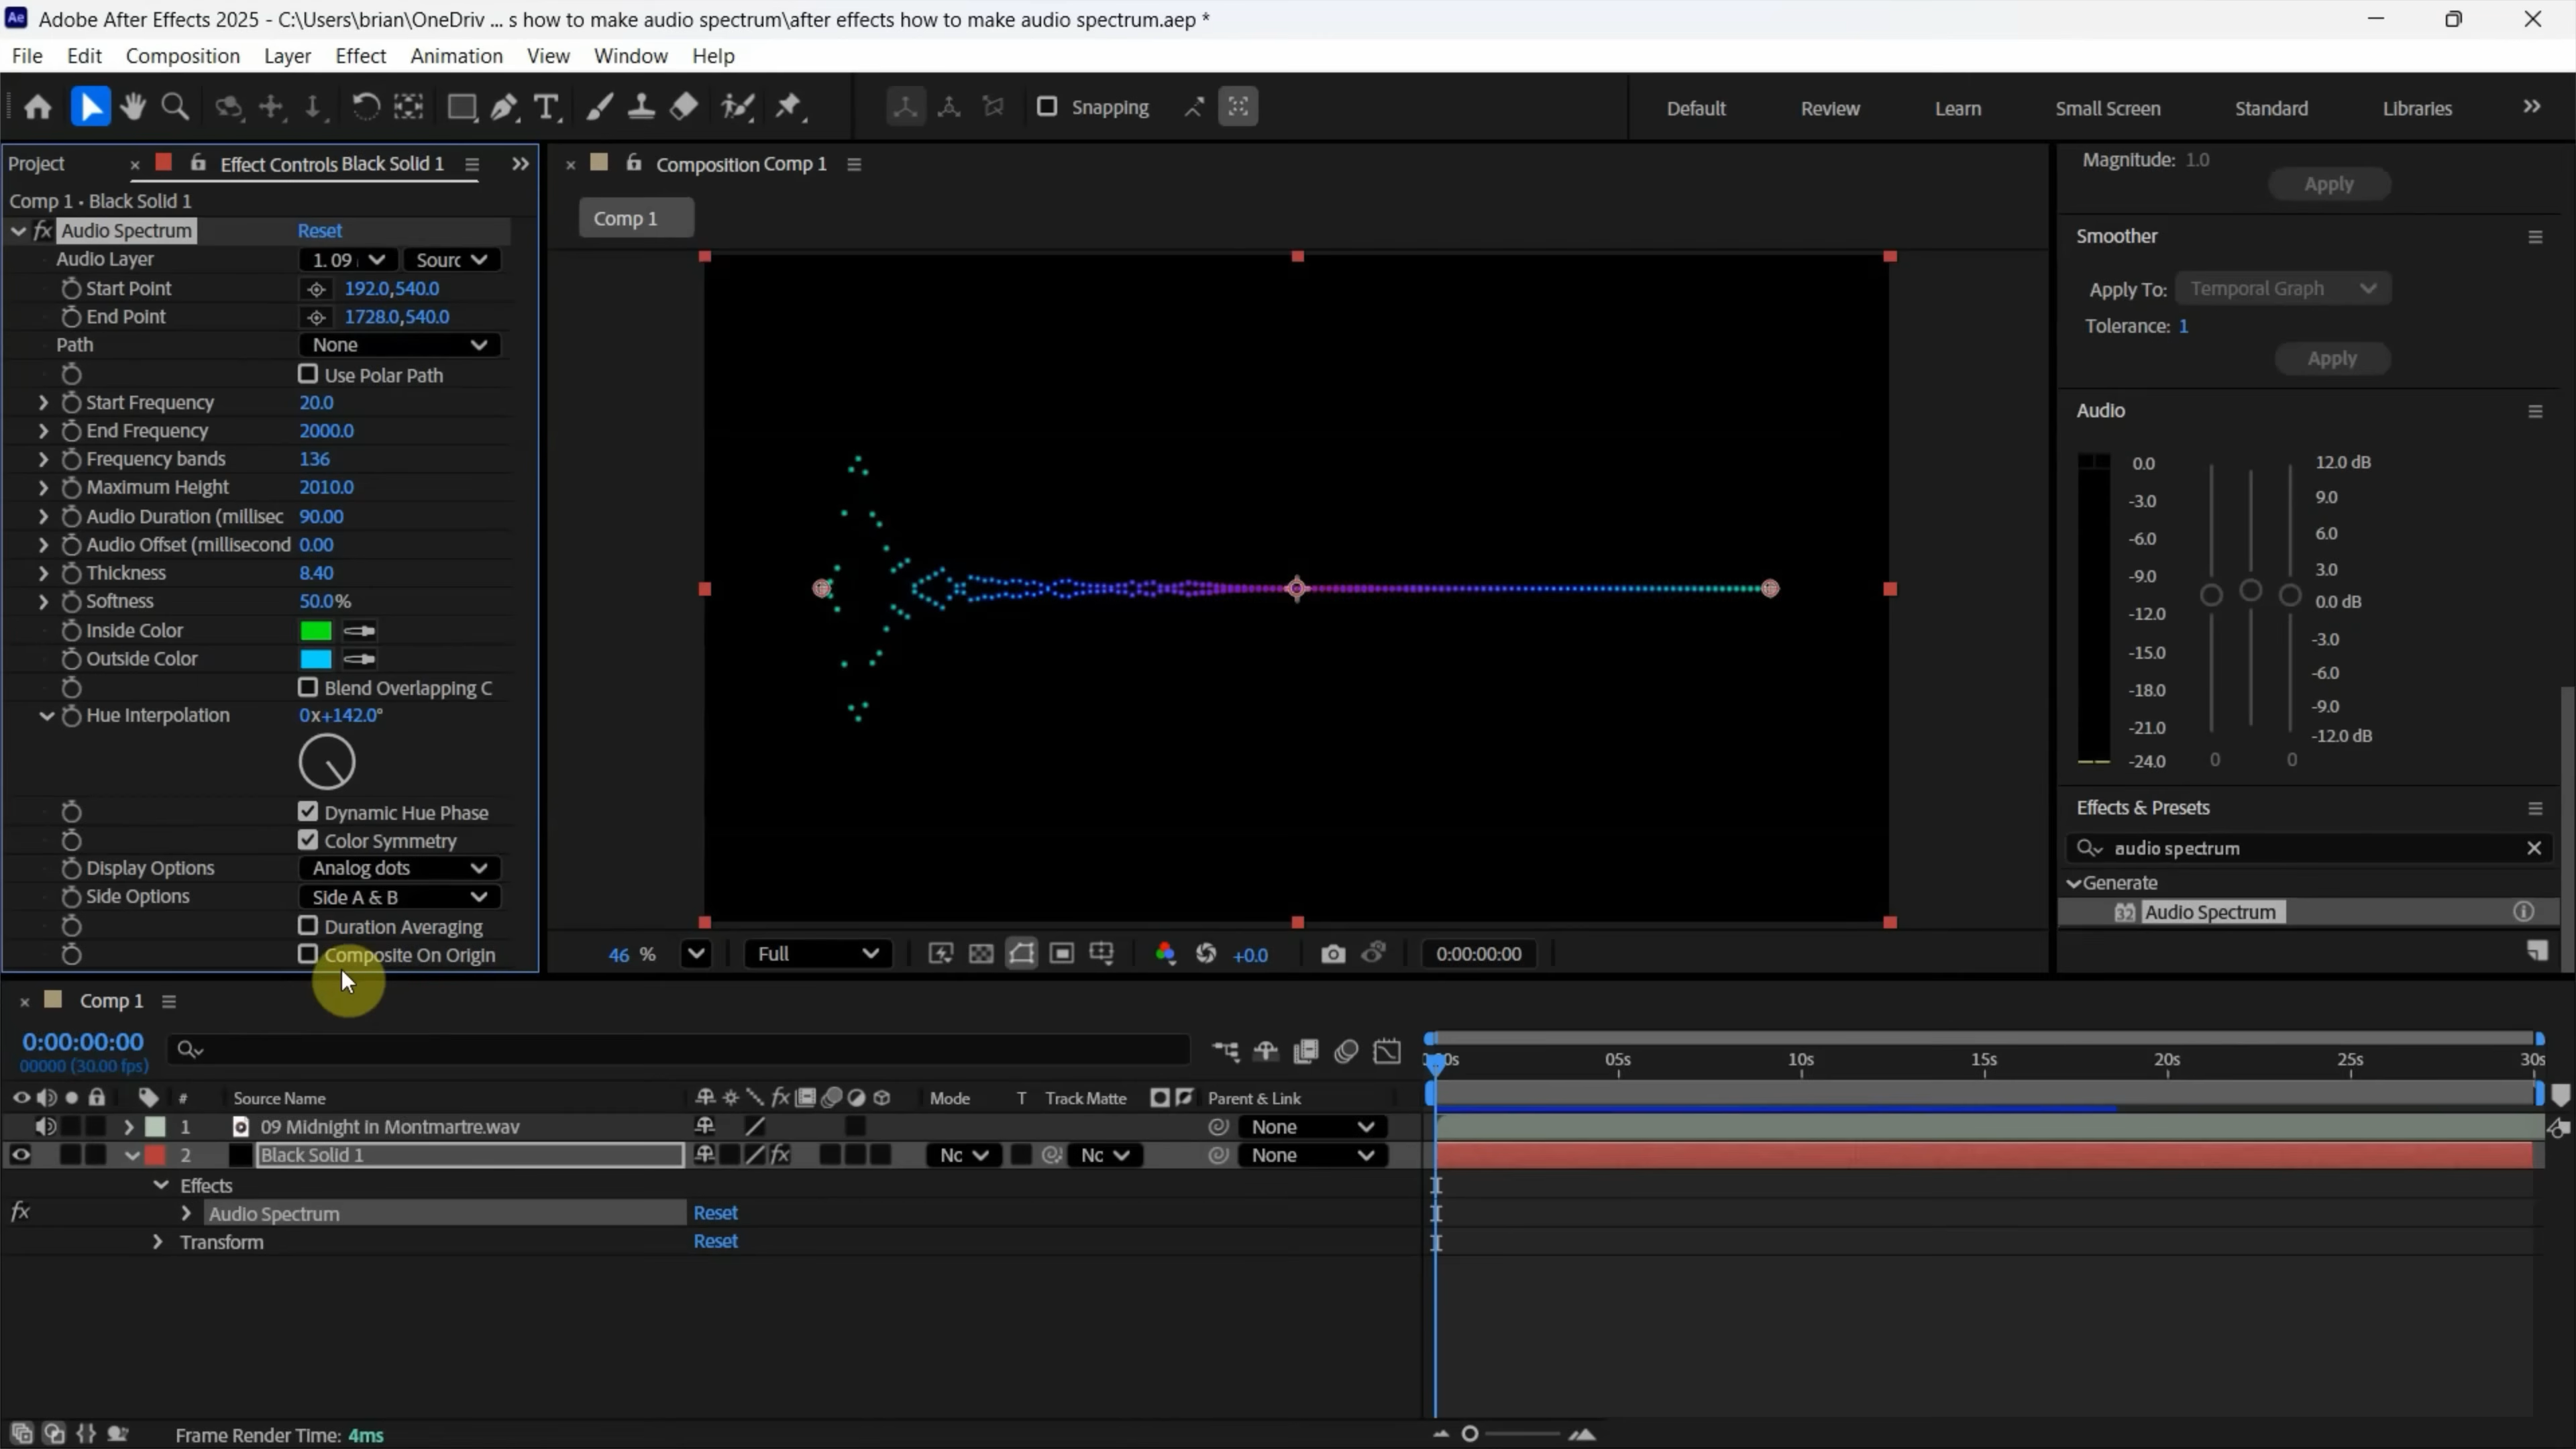 Ae Adobe After Effects 2025 - C:\Users\brian\OneDriv ... s how to make audio spectrum\after effects how to make audio spectrum.aep *
File Edit Composition Layer Effect Animation View Window Help
Snapping Default Review Learn Small Screen Standard Libraries
Project × Effect Controls Black Solid 1
Comp 1 • Black Solid 1
fx Audio Spectrum Reset
Audio Layer 1. 09 Sourc
Start Point 192.0,540.0
End Point 1728.0,540.0
Path None
Use Polar Path
Start Frequency 20.0
End Frequency 2000.0
Frequency bands 136
Maximum Height 2010.0
Audio Duration (millisec 90.00
Audio Offset (millisecond 0.00
Thickness 8.40
Softness 50.0%
Inside Color
Outside Color
Blend Overlapping C
Hue Interpolation 0x+142.0°
Dynamic Hue Phase
Color Symmetry
Display Options Analog dots
Side Options Side A & B
Duration Averaging
Composite On Origin
× Composition Comp 1
Comp 1
46 % Full +0.0 0:00:00:00
Magnitude: 1.0
Apply
Smoother
Apply To: Temporal Graph
Tolerance: 1
Apply
Audio
0.0 12.0 dB
-3.0 9.0
-6.0 6.0
-9.0 3.0
-12.0 0.0 dB
-15.0 -3.0
-18.0 -6.0
-21.0 -9.0
-24.0 -12.0 dB
0 0
Effects & Presets
audio spectrum
Generate
32 Audio Spectrum
× Comp 1
0:00:00:00
00000 (30.00 fps)
0s 05s 10s 15s 20s 25s 30s
# Source Name fx Mode T Track Matte Parent & Link
1 09 Midnight In Montmartre.wav None
2 Black Solid 1 fx No No None
Effects
fx Audio Spectrum Reset
Transform Reset
Frame Render Time: 4ms